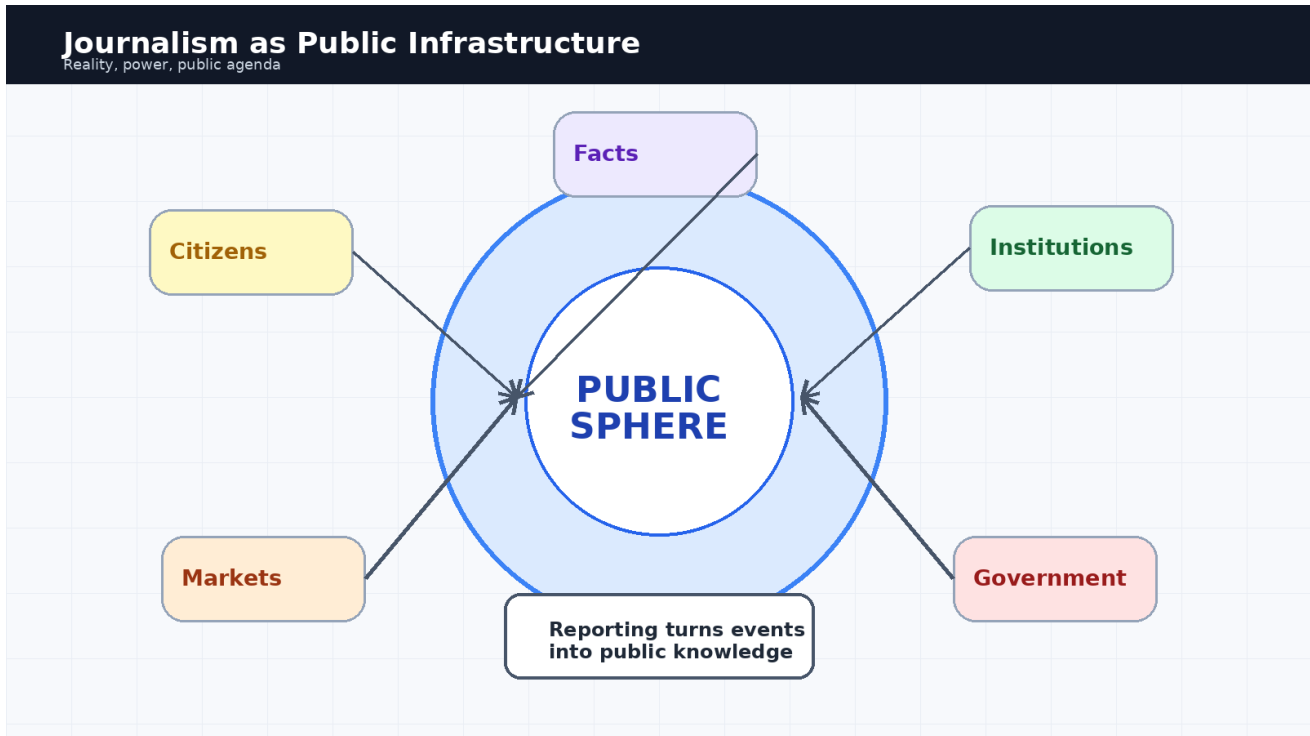 Journalism as Public Infrastructure
Reality, power, public agenda
Facts
Citizens
Institutions
PUBLIC
SPHERE
Markets
Government
Reporting turns events
into public knowledge